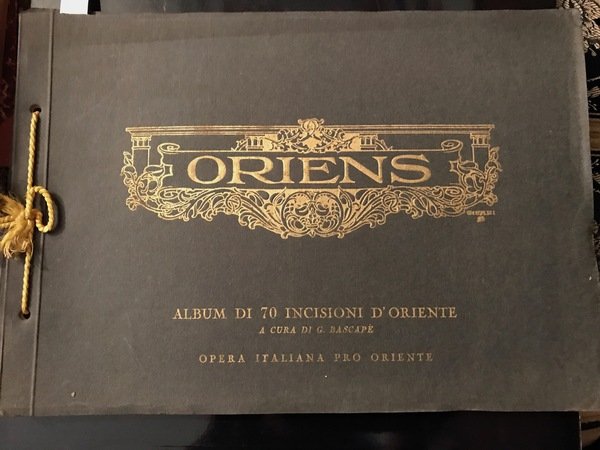 ORIENS
ALBUM DI 70 INCISIONI D'ORIENTE
A CURA DI G. BASCAPÈ
OPERA ITALIANA PRO ORIENTE